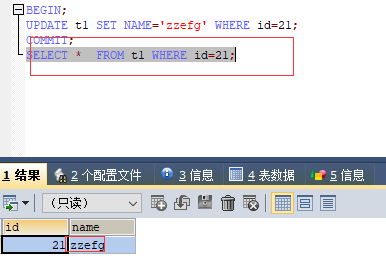 BEGIN;
UPDATE t1 SET NAME='zzefg' WHERE id=21;
COMMIT;
SELECT *  FROM t1 WHERE id=21;
1 结果 2 个配置文件 3 信息 4 表数据 5 信息
(只读)
id name
21 zzefg